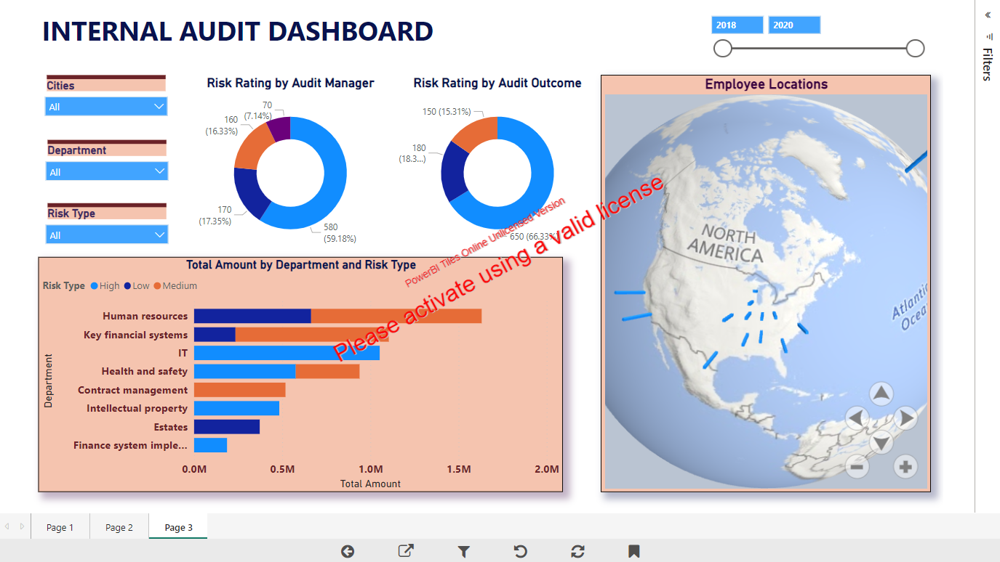 INTERNAL AUDIT DASHBOARD
2018
2020
Filters
Cities
All
Department
All
Risk Type
All
Risk Rating by Audit Manager
70
(7.14%)
160
(16.33%)
170
(17.35%)
580
(59.18%)
Risk Rating by Audit Outcome
150 (15.31%)
180
(18.3...)
650 (66.33%)
Employee Locations
NORTH
AMERICA
Atlantic
Ocea
PowerBI Tiles Online Unlicensed Version
Please activate using a valid license
Total Amount by Department and Risk Type
Risk Type High Low Medium
Department
Human resources
Key financial systems
IT
Health and safety
Contract management
Intellectual property
Estates
Finance system imple...
0.0M 0.5M 1.0M 1.5M 2.0M
Total Amount
Page 1 Page 2 Page 3